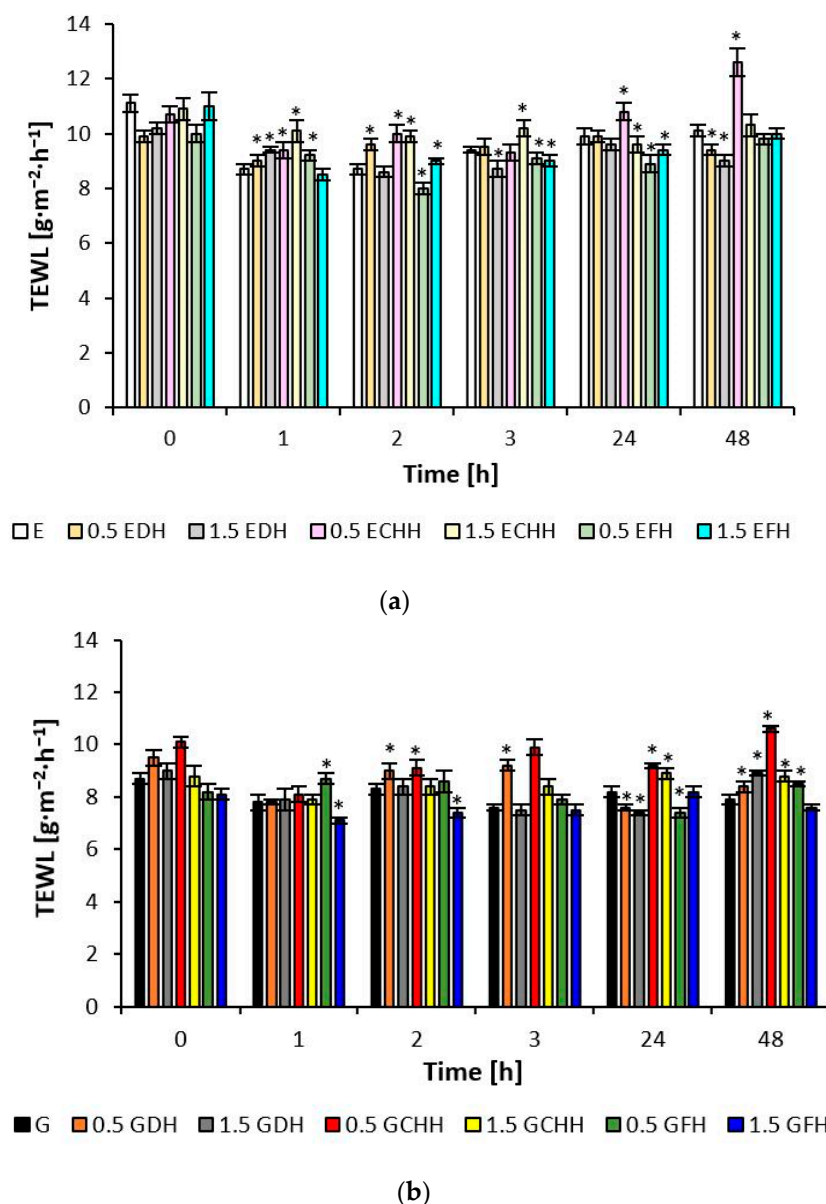 14
12
10
8
6
4
2
0
TEWL [g·m⁻²·h⁻¹]
* * * * *
* * * * *
* * * *
* * * *
* * *
0 1 2 3 24 48
Time [h]
E 0.5 EDH 1.5 EDH 0.5 ECHH 1.5 ECHH 0.5 EFH 1.5 EFH
(a)
14
12
10
8
6
4
2
0
TEWL [g·m⁻²·h⁻¹]
* *
* * *
*
* * * * *
* * * * *
0 1 2 3 24 48
Time [h]
G 0.5 GDH 1.5 GDH 0.5 GCHH 1.5 GCHH 0.5 GFH 1.5 GFH
(b)